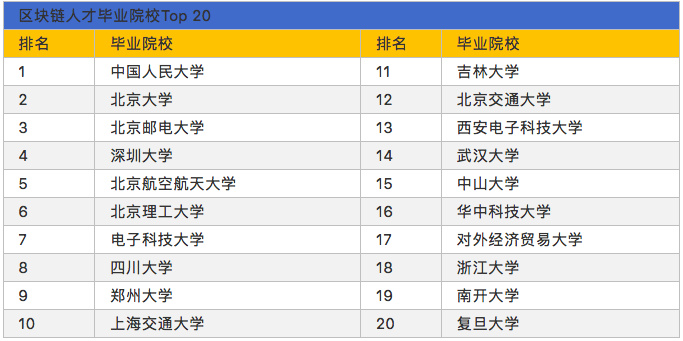 区块链人才毕业院校Top 20
排名 毕业院校 排名 毕业院校
1 中国人民大学 11 吉林大学
2 北京大学 12 北京交通大学
3 北京邮电大学 13 西安电子科技大学
4 深圳大学 14 武汉大学
5 北京航空航天大学 15 中山大学
6 北京理工大学 16 华中科技大学
7 电子科技大学 17 对外经济贸易大学
8 四川大学 18 浙江大学
9 郑州大学 19 南开大学
10 上海交通大学 20 复旦大学